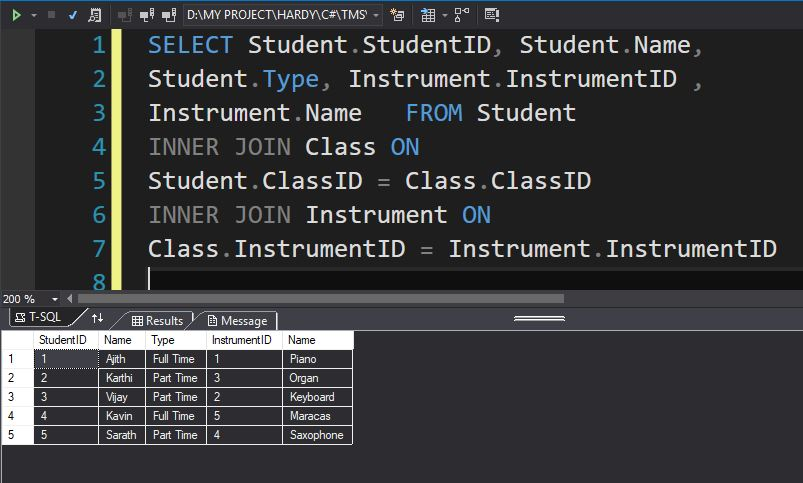 D:\MY PROJECT\HARDY\C#\TMS\
1 SELECT Student.StudentID, Student.Name,
2 Student.Type, Instrument.InstrumentID ,
3 Instrument.Name   FROM Student
4 INNER JOIN Class ON
5 Student.ClassID = Class.ClassID
6 INNER JOIN Instrument ON
7 Class.InstrumentID = Instrument.InstrumentID
8
200 %
T-SQL Results Message
StudentID Name Type InstrumentID Name
1 1 Ajith Full Time 1 Piano
2 2 Karthi Part Time 3 Organ
3 3 Vijay Part Time 2 Keyboard
4 4 Kavin Full Time 5 Maracas
5 5 Sarath Part Time 4 Saxophone